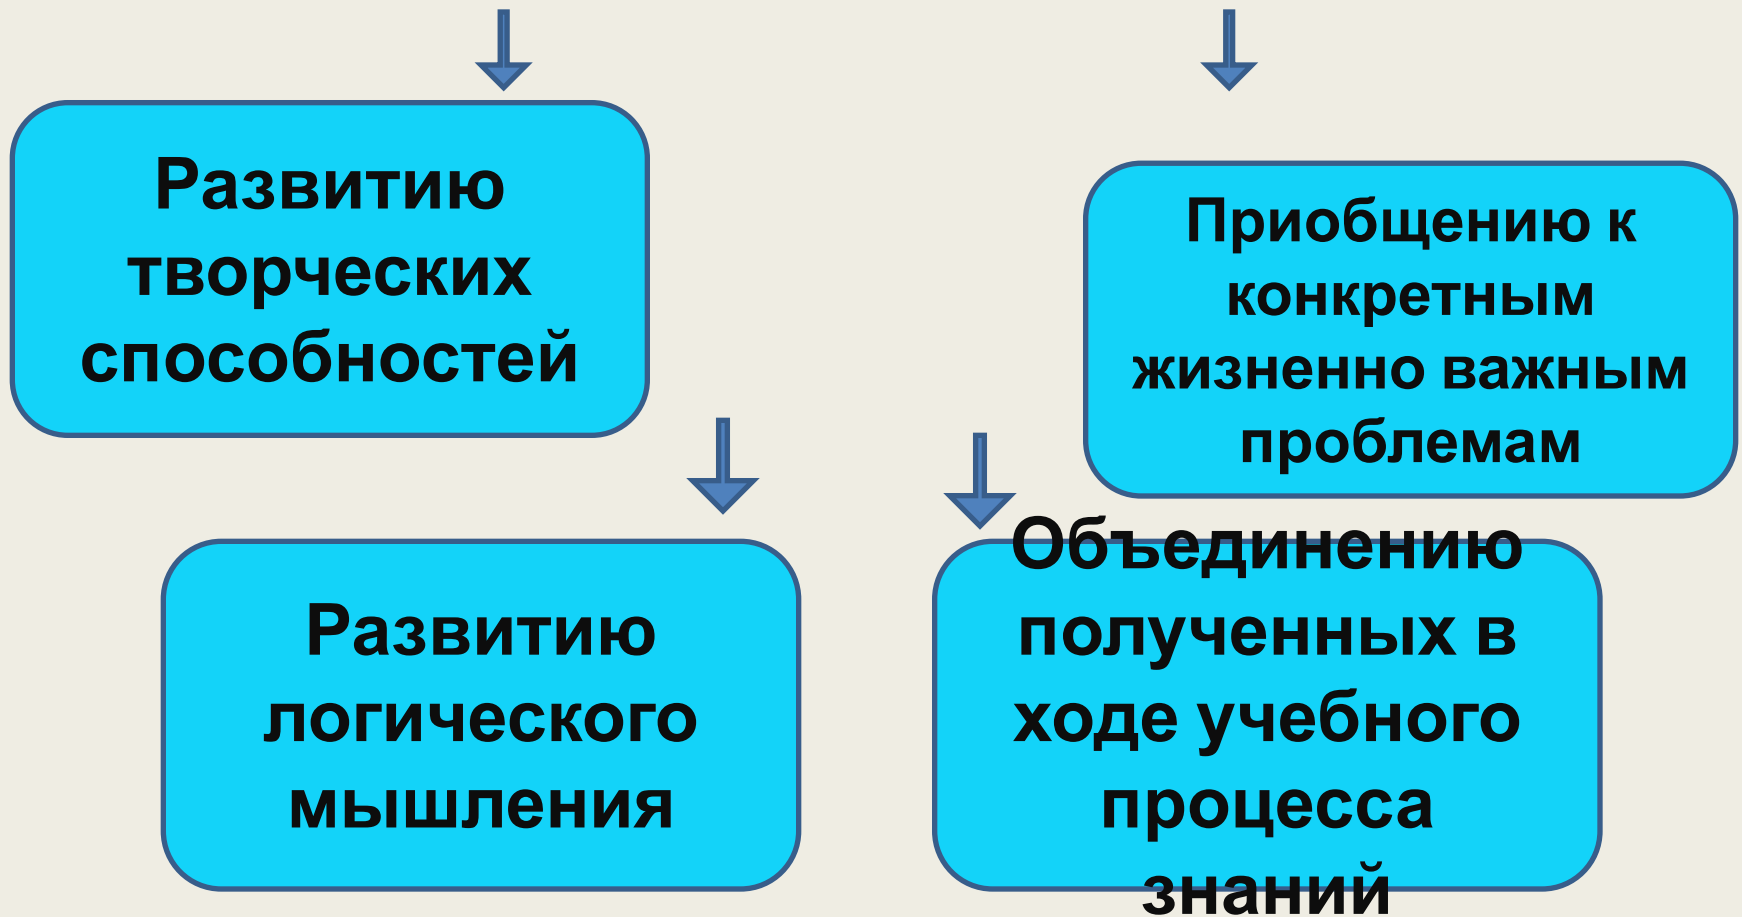 Развитию
творческих
способностей
Приобщению к
конкретным
жизненно важным
проблемам
Развитию
логического
мышления
Объединению
полученных в
ходе учебного
процесса
знаний